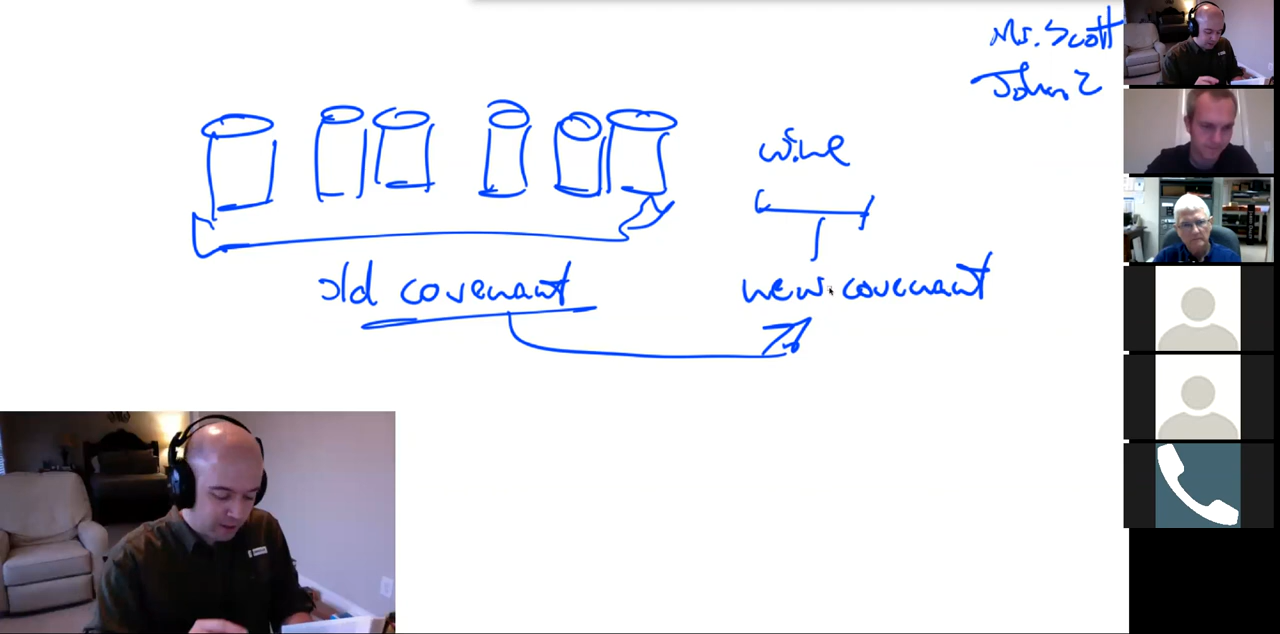 Mr. Scott
John 2
wine
old covenant
new covenant